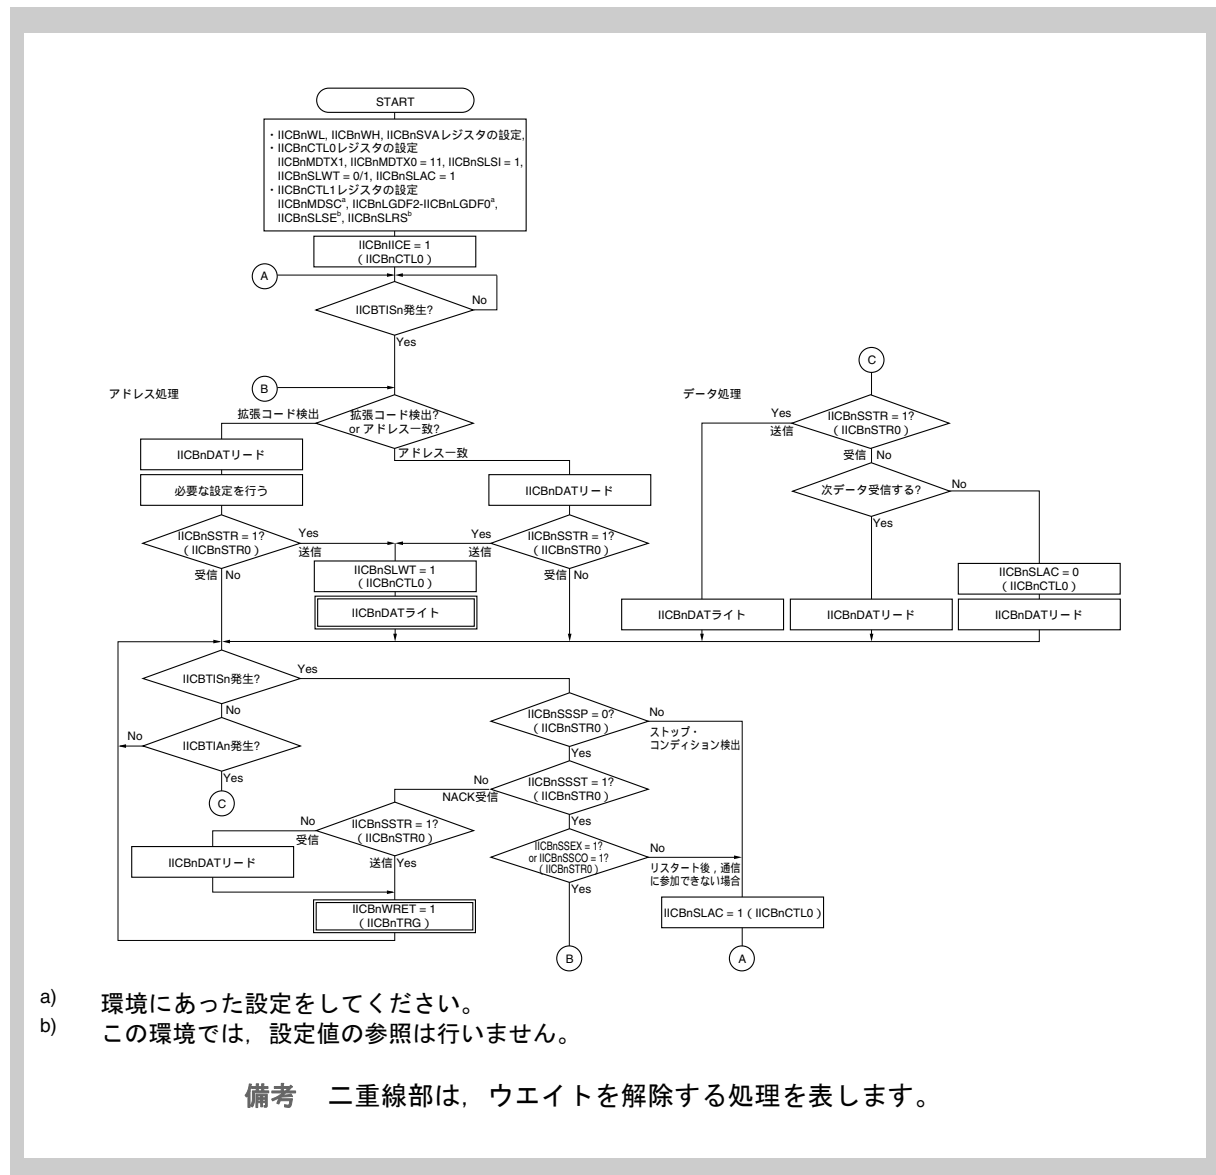 START
・IICBnWL, IICBnWH, IICBnSVAレジスタの設定,
・IICBnCTL0レジスタの設定
IICBnMDTX1, IICBnMDTX0 = 11, IICBnSLSI = 1,
IICBnSLWT = 0/1, IICBnSLAC = 1
・IICBnCTL1レジスタの設定
IICBnMDSCa, IICBnLGDF2-IICBnLGDF0a,
IICBnSLSEb, IICBnSLRSb
IICBnIICE = 1
( IICBnCTL0 )
A
IICBTISn発生?
No
Yes
B
アドレス処理
拡張コード検出
拡張コード検出?
or アドレス一致?
アドレス一致
IICBnDATリード
必要な設定を行う
IICBnSSTR = 1?
( IICBnSTR0 )
Yes
送信
受信
No
IICBnDATリード
IICBnSSTR = 1?
( IICBnSTR0 )
Yes
送信
受信
No
IICBnSLWT = 1
( IICBnCTL0 )
IICBnDATライト
データ処理
C
IICBnSSTR = 1?
( IICBnSTR0 )
Yes
送信
受信
No
次データ受信する?
No
Yes
IICBnSLAC = 0
( IICBnCTL0 )
IICBnDATライト
IICBnDATリード
IICBnDATリード
IICBTISn発生?
Yes
No
IICBTIAn発生?
No
Yes
C
IICBnSSSP = 0?
( IICBnSTR0 )
No
ストップ・
コンディション検出
Yes
IICBnSSST = 1?
( IICBnSTR0 )
No
NACK受信
Yes
IICBnSSTR = 1?
( IICBnSTR0 )
No
受信
送信
Yes
IICBnDATリード
IICBnWRET = 1
( IICBnTRG )
IICBnSSEX = 1?
or IICBnSSCO = 1?
( IICBnSTR0 )
No
リスタート後，通信
に参加できない場合
Yes
B
IICBnSLAC = 1 ( IICBnCTL0 )
A
a) 環境にあった設定をしてください。
b) この環境では，設定値の参照は行いません。
備考 二重線部は，ウエイトを解除する処理を表します。